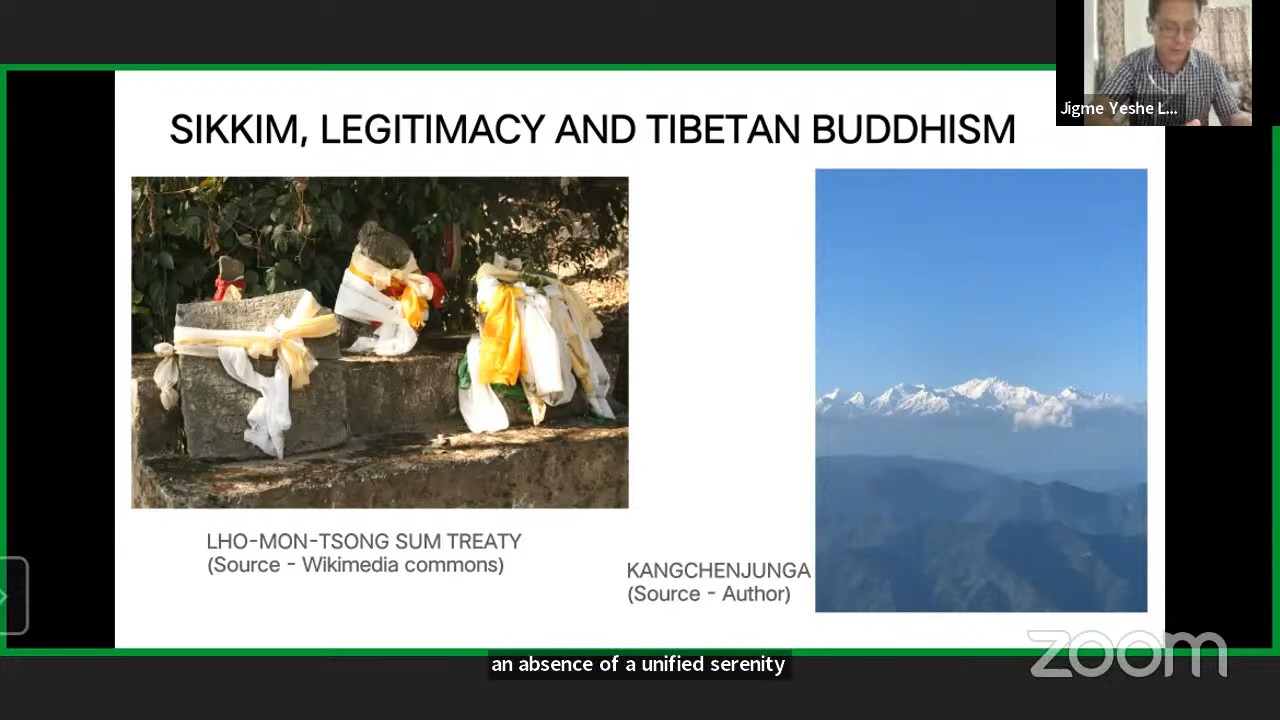 Jigme Yeshe L...
SIKKIM, LEGITIMACY AND TIBETAN BUDDHISM
LHO-MON-TSONG SUM TREATY
(Source - Wikimedia commons)
KANGCHENJUNGA
(Source - Author)
zoom
an absence of a unified serenity